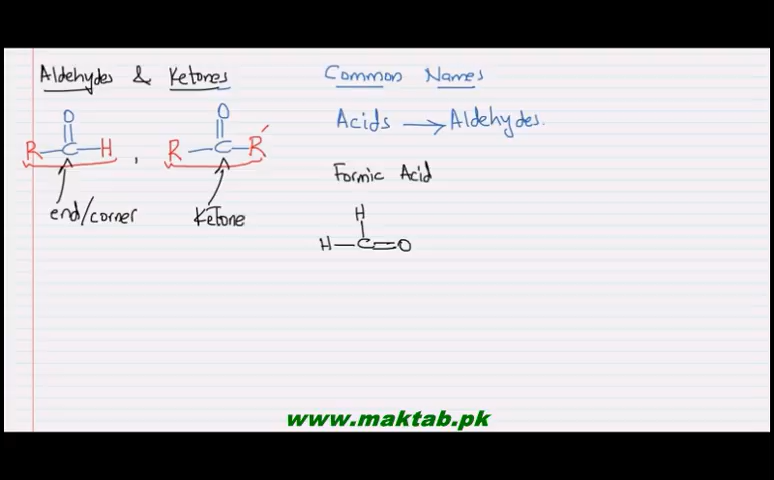 Aldehydes & Ketones
O
R—C—H , 
O
R—C—R′
end/corner
Ketone
Common Names
Acids → Aldehydes.
Formic Acid
H
H—C=O
www.maktab.pk